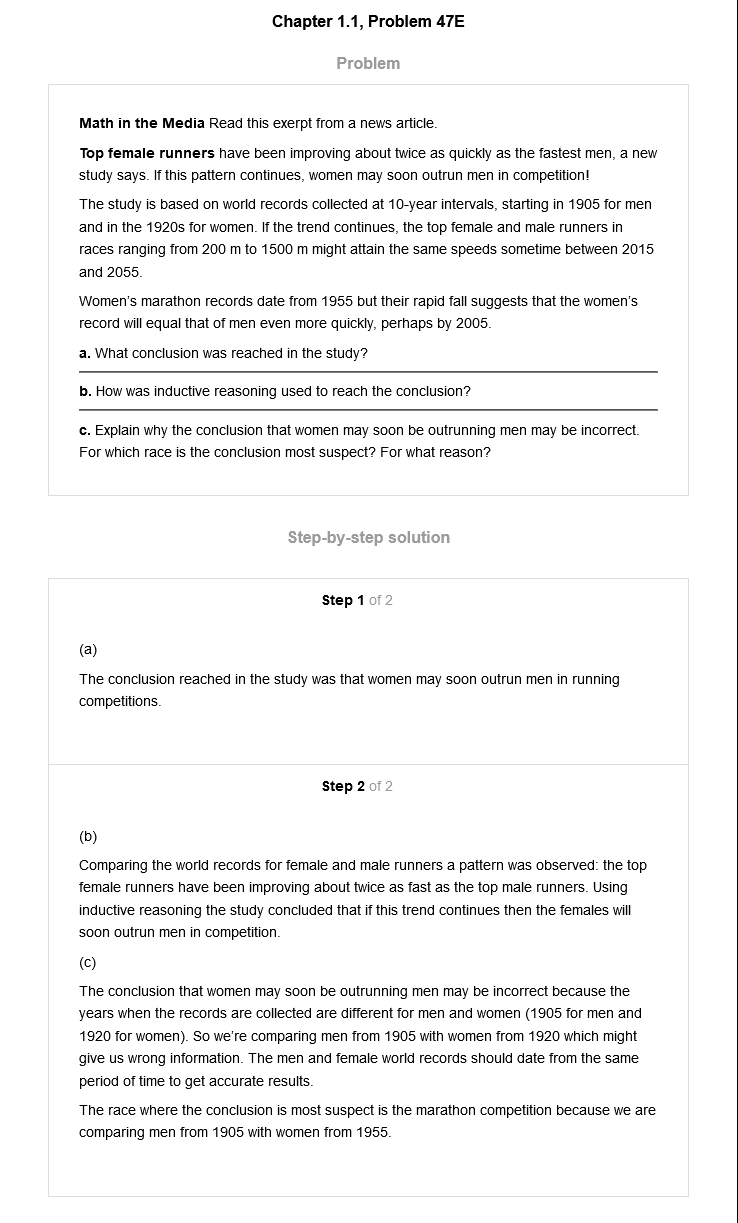 Chapter 1.1, Problem 47E
Problem
Math in the Media Read this exerpt from a news article.
Top female runners have been improving about twice as quickly as the fastest men, a new
study says. If this pattern continues, women may soon outrun men in competition!
The study is based on world records collected at 10-year intervals, starting in 1905 for men
and in the 1920s for women. If the trend continues, the top female and male runners in
races ranging from 200 m to 1500 m might attain the same speeds sometime between 2015
and 2055.
Women's marathon records date from 1955 but their rapid fall suggests that the women's
record will equal that of men even more quickly, perhaps by 2005.
a. What conclusion was reached in the study?
b. How was inductive reasoning used to reach the conclusion?
c. Explain why the conclusion that women may soon be outrunning men may be incorrect.
For which race is the conclusion most suspect? For what reason?
Step-by-step solution
Step 1 of 2
(a)
The conclusion reached in the study was that women may soon outrun men in running
competitions.
Step 2 of 2
(b)
Comparing the world records for female and male runners a pattern was observed: the top
female runners have been improving about twice as fast as the top male runners. Using
inductive reasoning the study concluded that if this trend continues then the females will
soon outrun men in competition.
(c)
The conclusion that women may soon be outrunning men may be incorrect because the
years when the records are collected are different for men and women (1905 for men and
1920 for women). So we're comparing men from 1905 with women from 1920 which might
give us wrong information. The men and female world records should date from the same
period of time to get accurate results.
The race where the conclusion is most suspect is the marathon competition because we are
comparing men from 1905 with women from 1955.